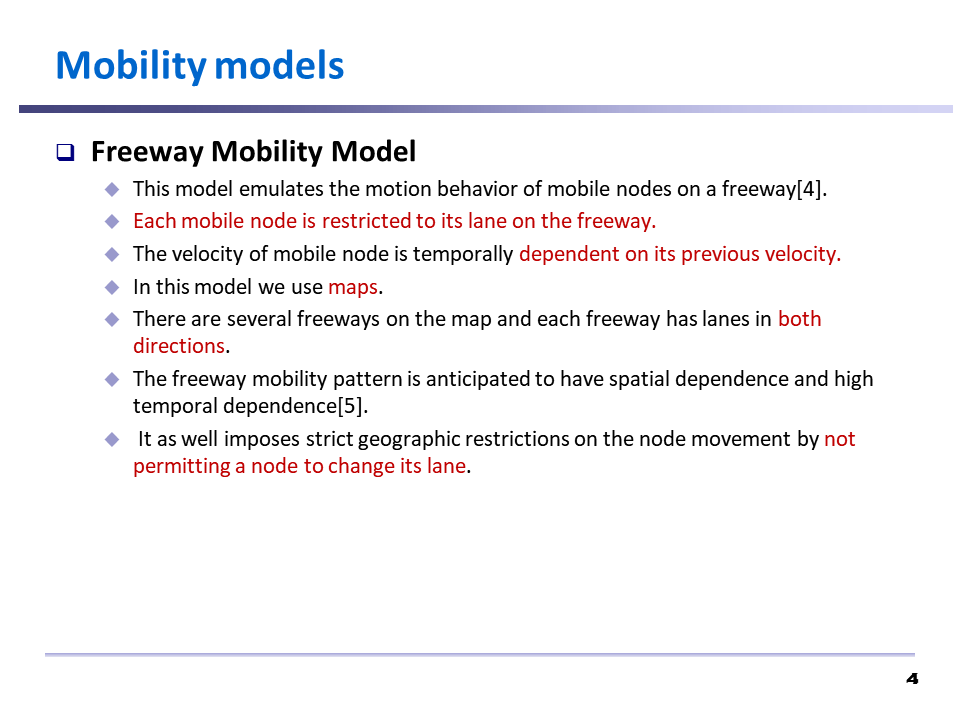 Mobility models
Freeway Mobility Model
This model emulates the motion behavior of mobile nodes on a freeway[4].
Each mobile node is restricted to its lane on the freeway.
The velocity of mobile node is temporally dependent on its previous velocity.
In this model we use maps.
There are several freeways on the map and each freeway has lanes in both
directions.
The freeway mobility pattern is anticipated to have spatial dependence and high
temporal dependence[5].
It as well imposes strict geographic restrictions on the node movement by not
permitting a node to change its lane.
4